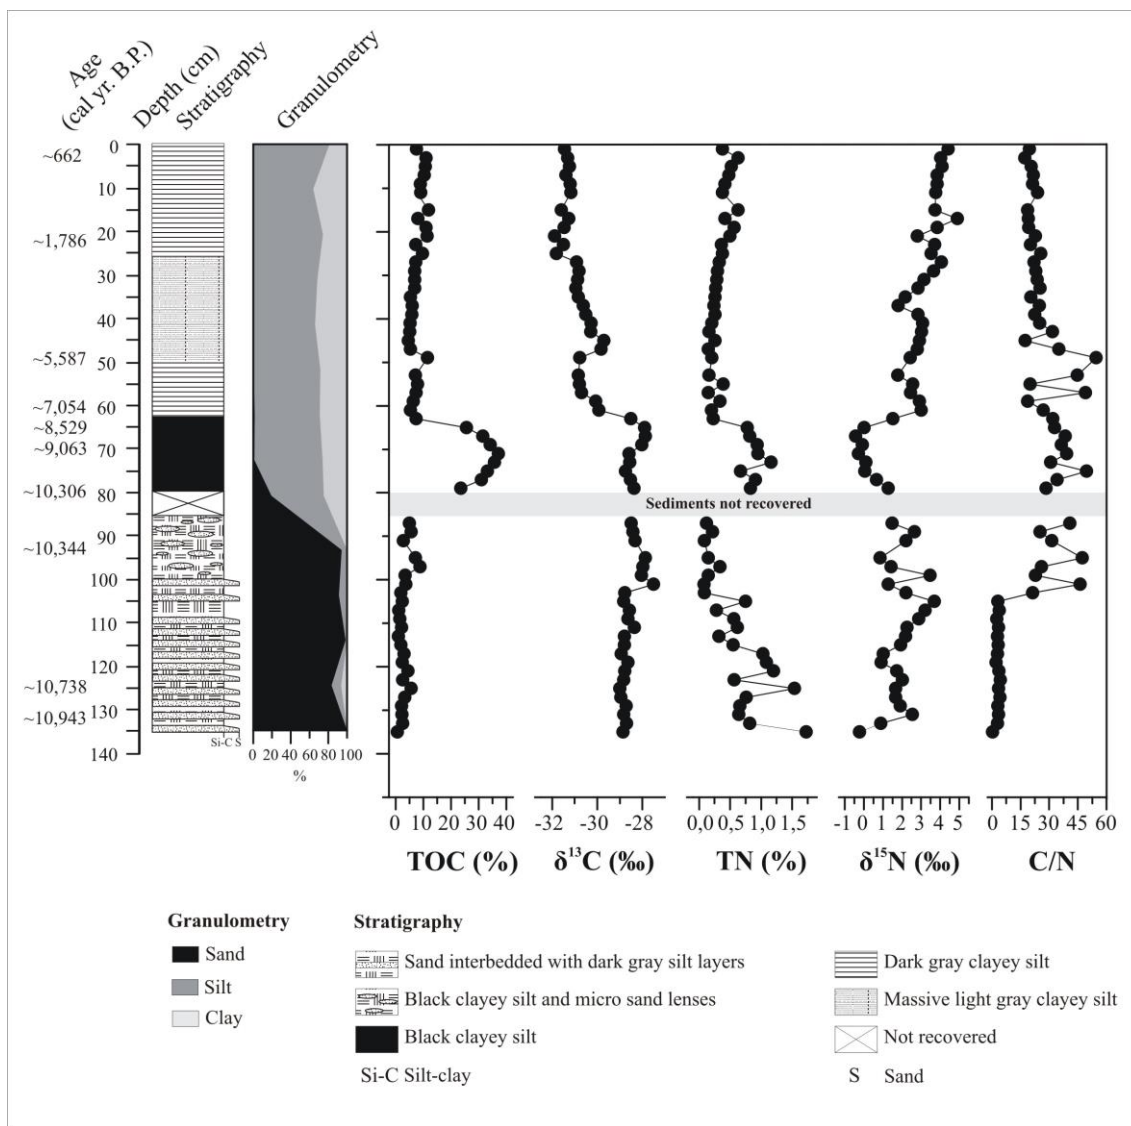 Age
(cal yr. B.P.)
Depth (cm)
Stratigraphy
Granulometry
~662
~1,786
~5,587
~7,054
~8,529
~9,063
~10,306
~10,344
~10,738
~10,943
0
10
20
30
40
50
60
70
80
90
100
110
120
130
140
Si-C S
0 20 40 60 80 100
%
Sediments not recovered
0 10 20 30 40
TOC (%)
-32 -30 -28
δ¹³C (‰)
0,0 0,5 1,0 1,5
TN (%)
-1 0 1 2 3 4 5
δ¹⁵N (‰)
0 15 30 45 60
C/N
Granulometry
Sand
Silt
Clay
Stratigraphy
Sand interbedded with dark gray silt layers
Black clayey silt and micro sand lenses
Black clayey silt
Si-C Silt-clay
Dark gray clayey silt
Massive light gray clayey silt
Not recovered
S Sand